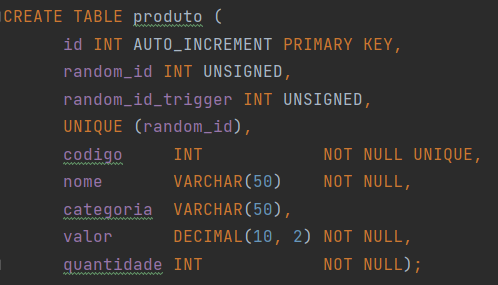 CREATE TABLE produto (
id INT AUTO_INCREMENT PRIMARY KEY,
random_id INT UNSIGNED,
random_id_trigger INT UNSIGNED,
UNIQUE (random_id),
codigo INT NOT NULL UNIQUE,
nome VARCHAR(50) NOT NULL,
categoria VARCHAR(50),
valor DECIMAL(10, 2) NOT NULL,
quantidade INT NOT NULL);